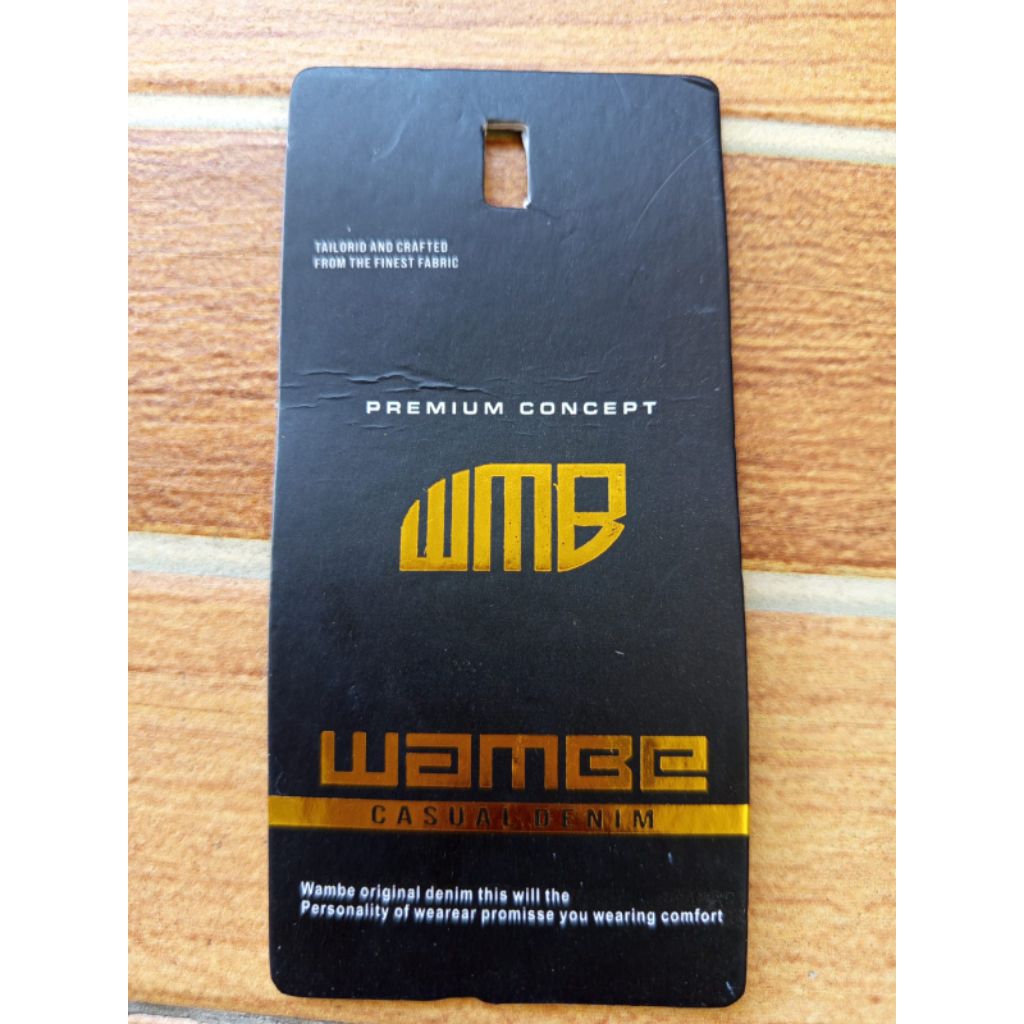 TAILORID AND CRAFTED
FROM THE FINEST FABRIC
PREMIUM CONCEPT
WMB
WAMBE
CASUAL DENIM
Wambe original denim this will the
Personality of wearear promisse you wearing comfort